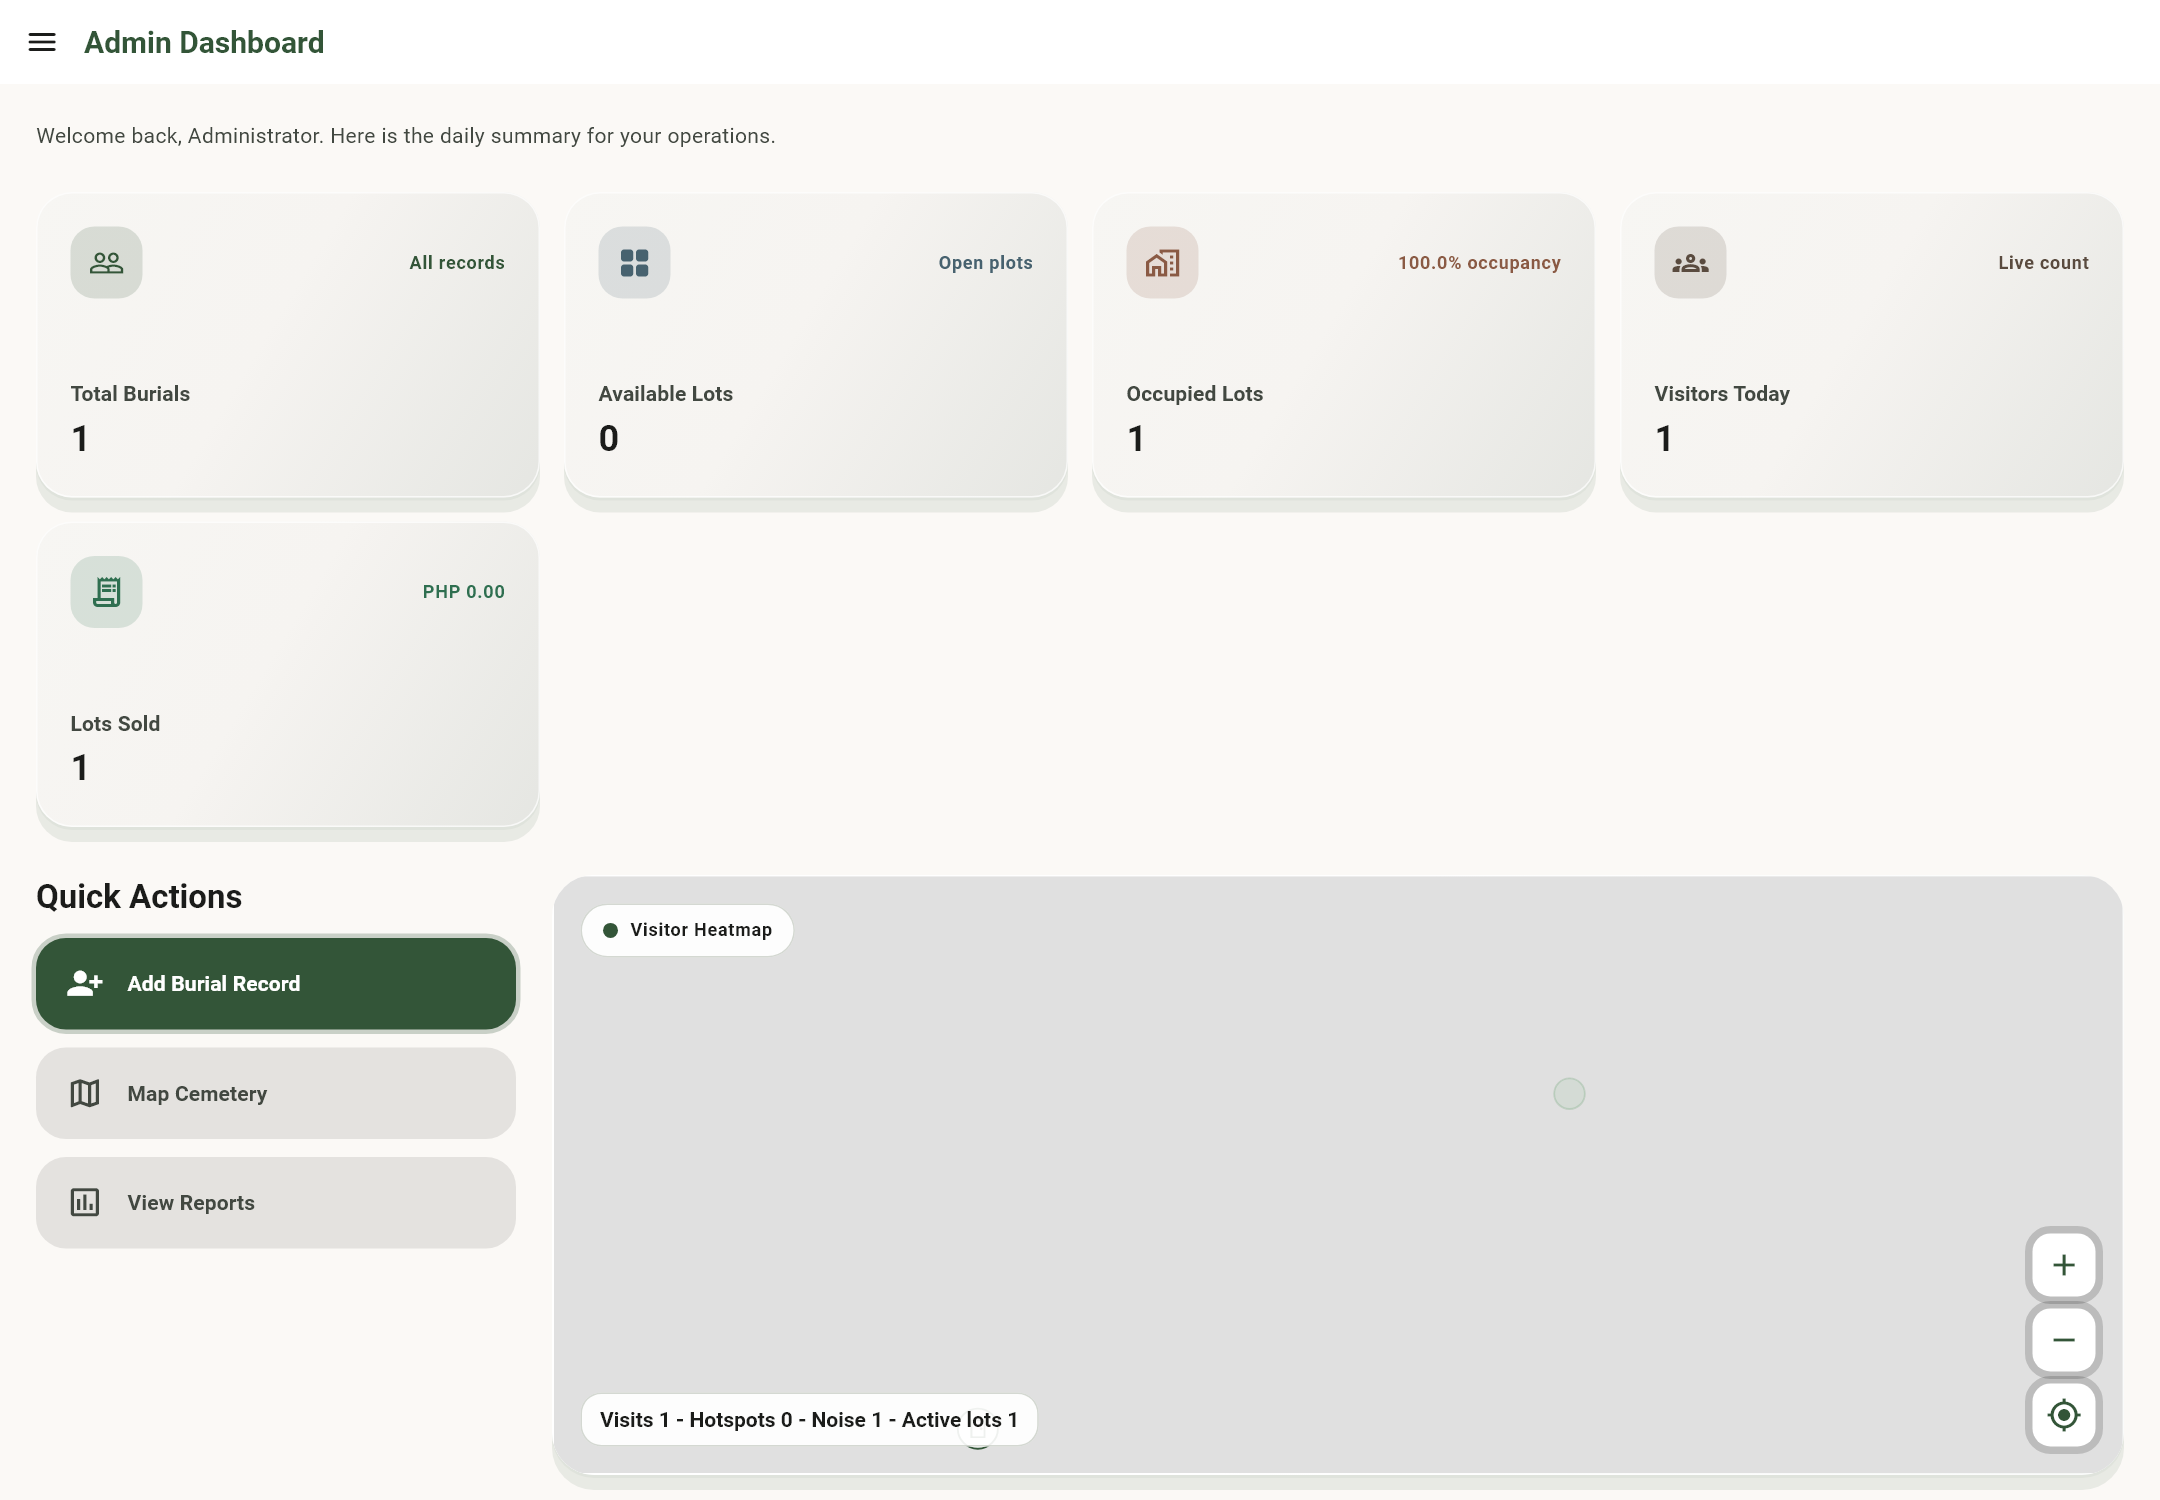 Admin Dashboard
Welcome back, Administrator. Here is the daily summary for your operations.
All records
Total Burials
1
Open plots
Available Lots
0
100.0% occupancy
Occupied Lots
1
Live count
Visitors Today
1
PHP 0.00
Lots Sold
1
Quick Actions
Add Burial Record
Map Cemetery
View Reports
Visitor Heatmap
Visits 1 - Hotspots 0 - Noise 1 - Active lots 1